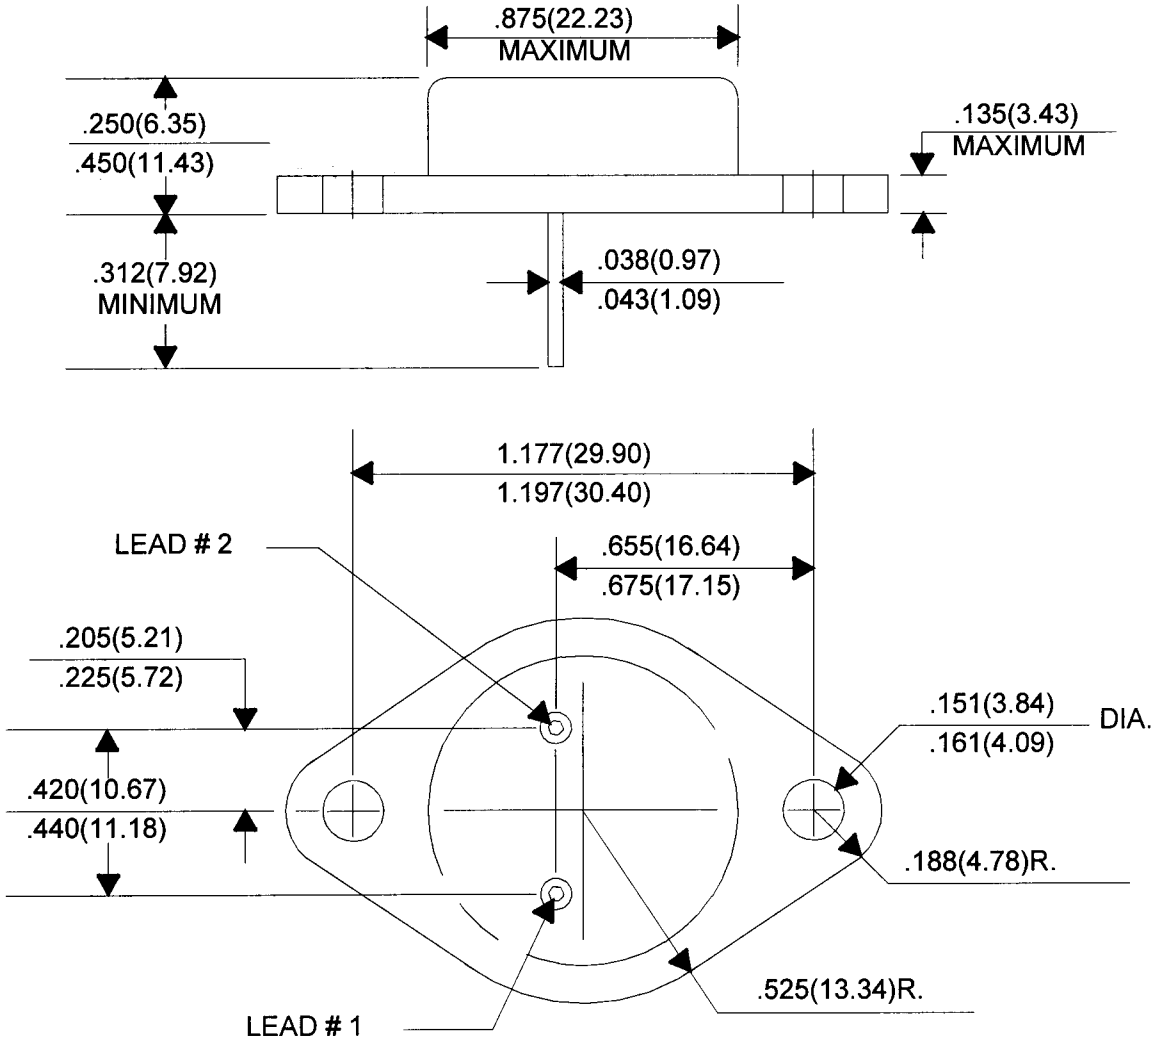 .875(22.23)
MAXIMUM
.250(6.35)
.450(11.43)
.135(3.43)
MAXIMUM
.312(7.92)
MINIMUM
.038(0.97)
.043(1.09)
1.177(29.90)
1.197(30.40)
LEAD # 2
.655(16.64)
.675(17.15)
.205(5.21)
.225(5.72)
.151(3.84)
.161(4.09)
DIA.
.420(10.67)
.440(11.18)
.188(4.78)R.
.525(13.34)R.
LEAD # 1